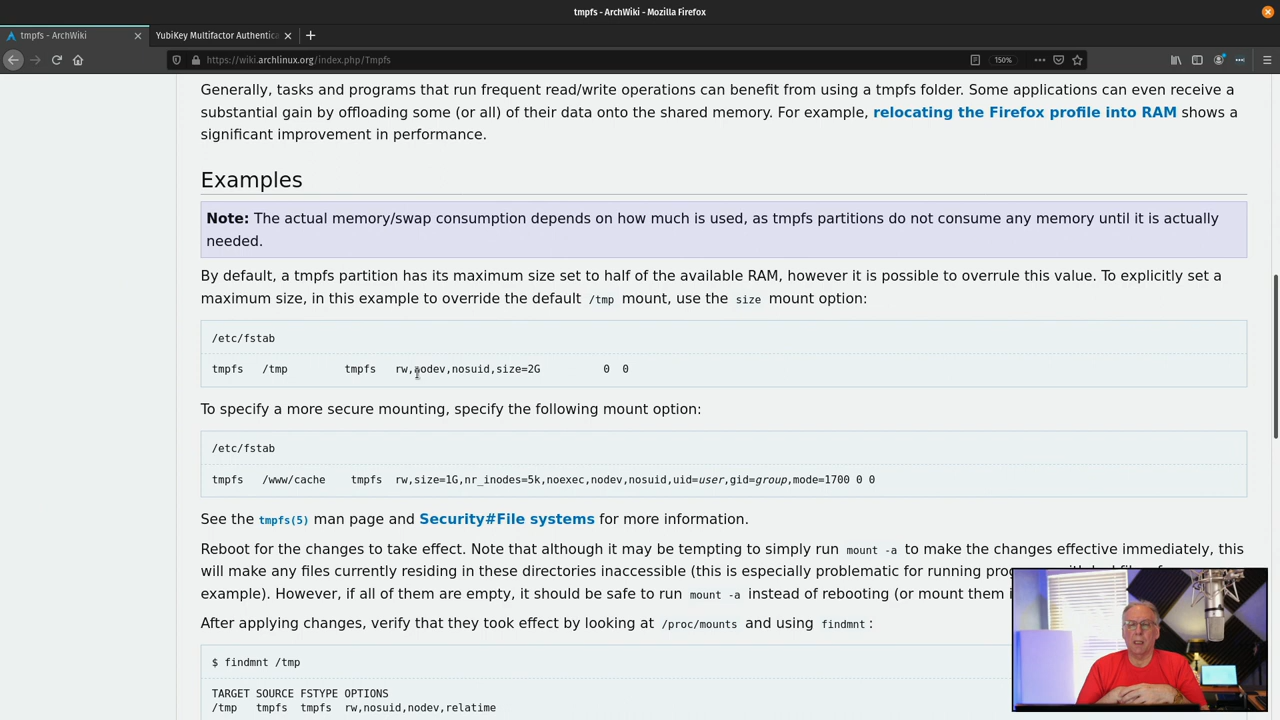 tmpfs - ArchWiki - Mozilla Firefox
tmpfs - ArchWiki
YubiKey Multifactor Authentica
https://wiki.archlinux.org/index.php/Tmpfs
150%
Generally, tasks and programs that run frequent read/write operations can benefit from using a tmpfs folder. Some applications can even receive a
substantial gain by offloading some (or all) of their data onto the shared memory. For example, relocating the Firefox profile into RAM shows a
significant improvement in performance.
Examples
Note: The actual memory/swap consumption depends on how much is used, as tmpfs partitions do not consume any memory until it is actually
needed.
By default, a tmpfs partition has its maximum size set to half of the available RAM, however it is possible to overrule this value. To explicitly set a
maximum size, in this example to override the default /tmp mount, use the size mount option:
/etc/fstab
tmpfs /tmp tmpfs rw,nodev,nosuid,size=2G 0 0
To specify a more secure mounting, specify the following mount option:
/etc/fstab
tmpfs /www/cache tmpfs rw,size=1G,nr_inodes=5k,noexec,nodev,nosuid,uid=user,gid=group,mode=1700 0 0
See the tmpfs(5) man page and Security#File systems for more information.
Reboot for the changes to take effect. Note that although it may be tempting to simply run mount -a to make the changes effective immediately, this
will make any files currently residing in these directories inaccessible (this is especially problematic for running
example). However, if all of them are empty, it should be safe to run mount -a instead of rebooting (or mount them
After applying changes, verify that they took effect by looking at /proc/mounts and using findmnt:
$ findmnt /tmp
TARGET SOURCE FSTYPE OPTIONS
/tmp tmpfs tmpfs rw,nosuid,nodev,relatime